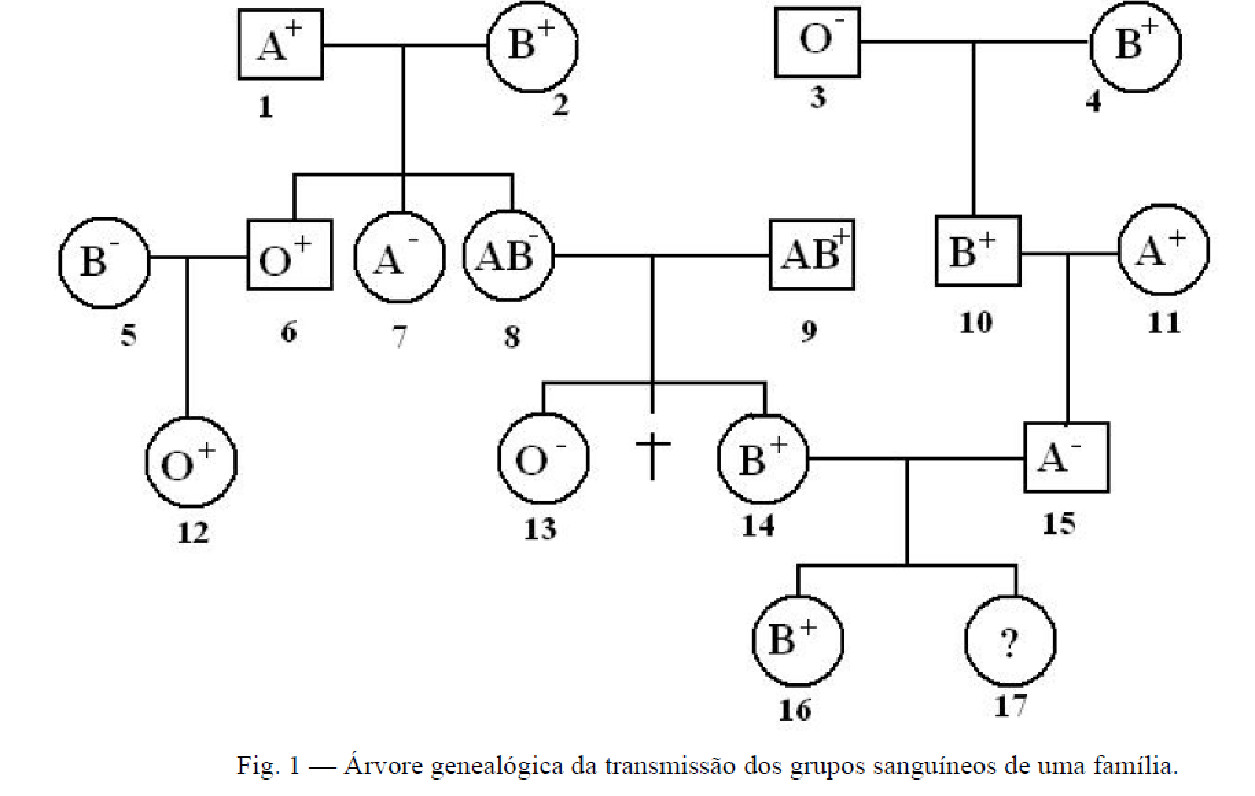 A+ B+ O- B+
1 2 3 4
B- O+ A- AB- AB+ B+ A+
5 6 7 8 9 10 11
O+ O- B+ A-
12 13 14 15
B+ ?
16 17
Fig. 1 — Árvore genealógica da transmissão dos grupos sanguíneos de uma família.